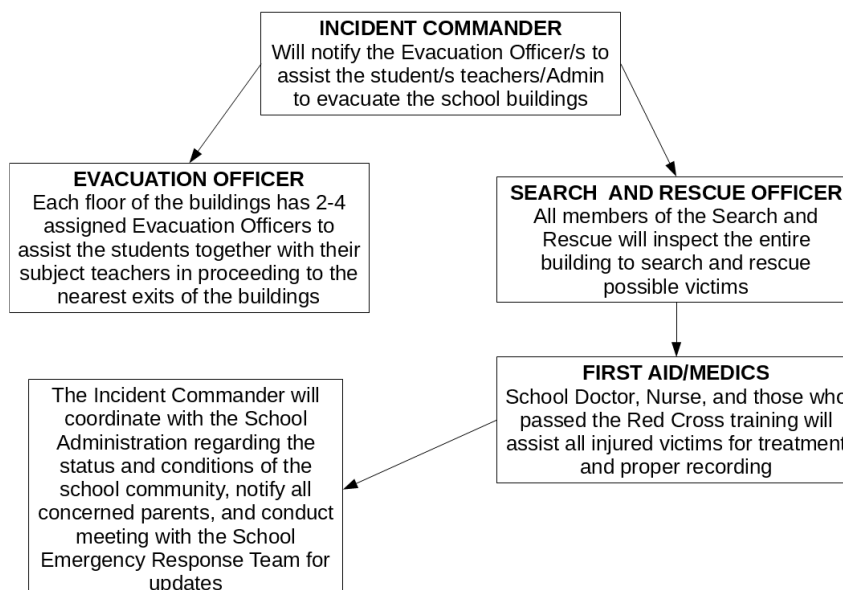 INCIDENT COMMANDER
Will notify the Evacuation Officer/s to
assist the student/s teachers/Admin
to evacuate the school buildings
EVACUATION OFFICER
Each floor of the buildings has 2-4
assigned Evacuation Officers to
assist the students together with their
subject teachers in proceeding to the
nearest exits of the buildings
SEARCH AND RESCUE OFFICER
All members of the Search and
Rescue will inspect the entire
building to search and rescue
possible victims
FIRST AID/MEDICS
School Doctor, Nurse, and those who
passed the Red Cross training will
assist all injured victims for treatment
and proper recording
The Incident Commander will
coordinate with the School
Administration regarding the
status and conditions of the
school community, notify all
concerned parents, and conduct
meeting with the School
Emergency Response Team for
updates